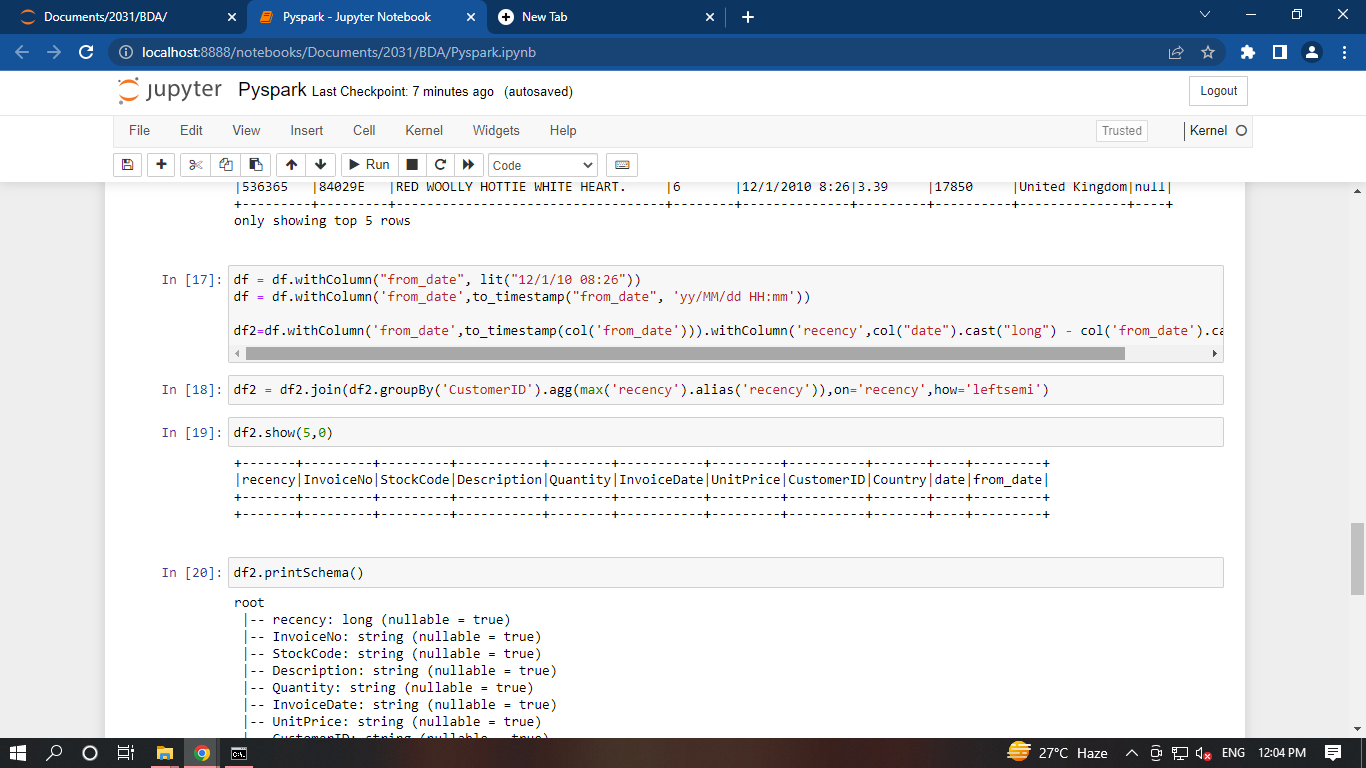 Documents/2031/BDA/
Pyspark - Jupyter Notebook
New Tab
localhost:8888/notebooks/Documents/2031/BDA/Pyspark.ipynb
jupyter Pyspark Last Checkpoint: 7 minutes ago (autosaved)
Logout
File Edit View Insert Cell Kernel Widgets Help
Trusted
Kernel
Run
Code
|536365 |84029E |RED WOOLLY HOTTIE WHITE HEART. |6 |12/1/2010 8:26|3.39 |17850 |United Kingdom|null|
+---------+---------+-----------------------------------+--------+--------------+---------+----------+--------------+----+
only showing top 5 rows
In [17]: df = df.withColumn("from_date", lit("12/1/10 08:26"))
df = df.withColumn('from_date',to_timestamp("from_date", 'yy/MM/dd HH:mm'))
df2=df.withColumn('from_date',to_timestamp(col('from_date'))).withColumn('recency',col("date").cast("long") - col('from_date').ca
In [18]: df2 = df2.join(df2.groupBy('CustomerID').agg(max('recency').alias('recency')),on='recency',how='leftsemi')
In [19]: df2.show(5,0)
+-------+---------+---------+-----------+--------+-----------+---------+----------+-------+----+---------+
|recency|InvoiceNo|StockCode|Description|Quantity|InvoiceDate|UnitPrice|CustomerID|Country|date|from_date|
+-------+---------+---------+-----------+--------+-----------+---------+----------+-------+----+---------+
+-------+---------+---------+-----------+--------+-----------+---------+----------+-------+----+---------+
In [20]: df2.printSchema()
root
|-- recency: long (nullable = true)
|-- InvoiceNo: string (nullable = true)
|-- StockCode: string (nullable = true)
|-- Description: string (nullable = true)
|-- Quantity: string (nullable = true)
|-- InvoiceDate: string (nullable = true)
|-- UnitPrice: string (nullable = true)
|-- CustomerID: string (nullable = true)
27°C Haze
ENG
12:04 PM